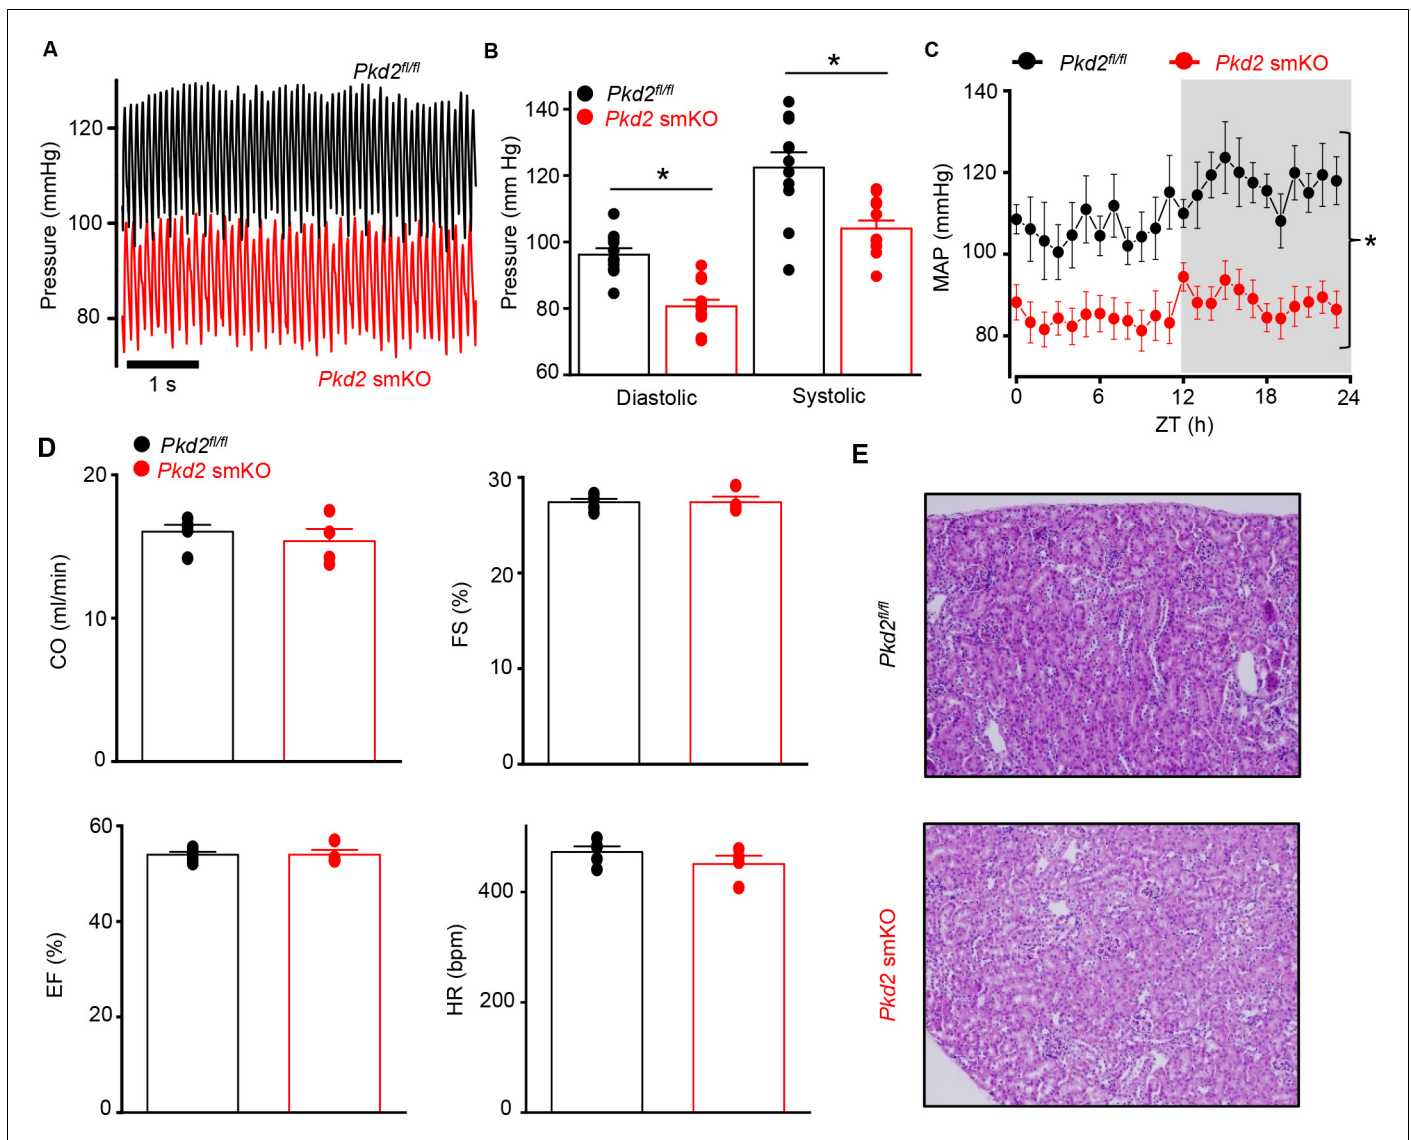 A
Pkd2fl/fl
120
100
80
Pressure (mmHg)
1 s
Pkd2 smKO
B
Pkd2fl/fl
Pkd2 smKO
*
*
140
120
100
80
60
Pressure (mm Hg)
Diastolic
Systolic
C
Pkd2fl/fl
Pkd2 smKO
140
120
100
80
MAP (mmHg)
*
0
6
12
18
24
ZT (h)
D
Pkd2fl/fl
Pkd2 smKO
20
10
0
CO (ml/min)
30
20
10
0
FS (%)
60
40
20
0
EF (%)
400
200
0
HR (bpm)
E
Pkd2fl/fl
Pkd2 smKO